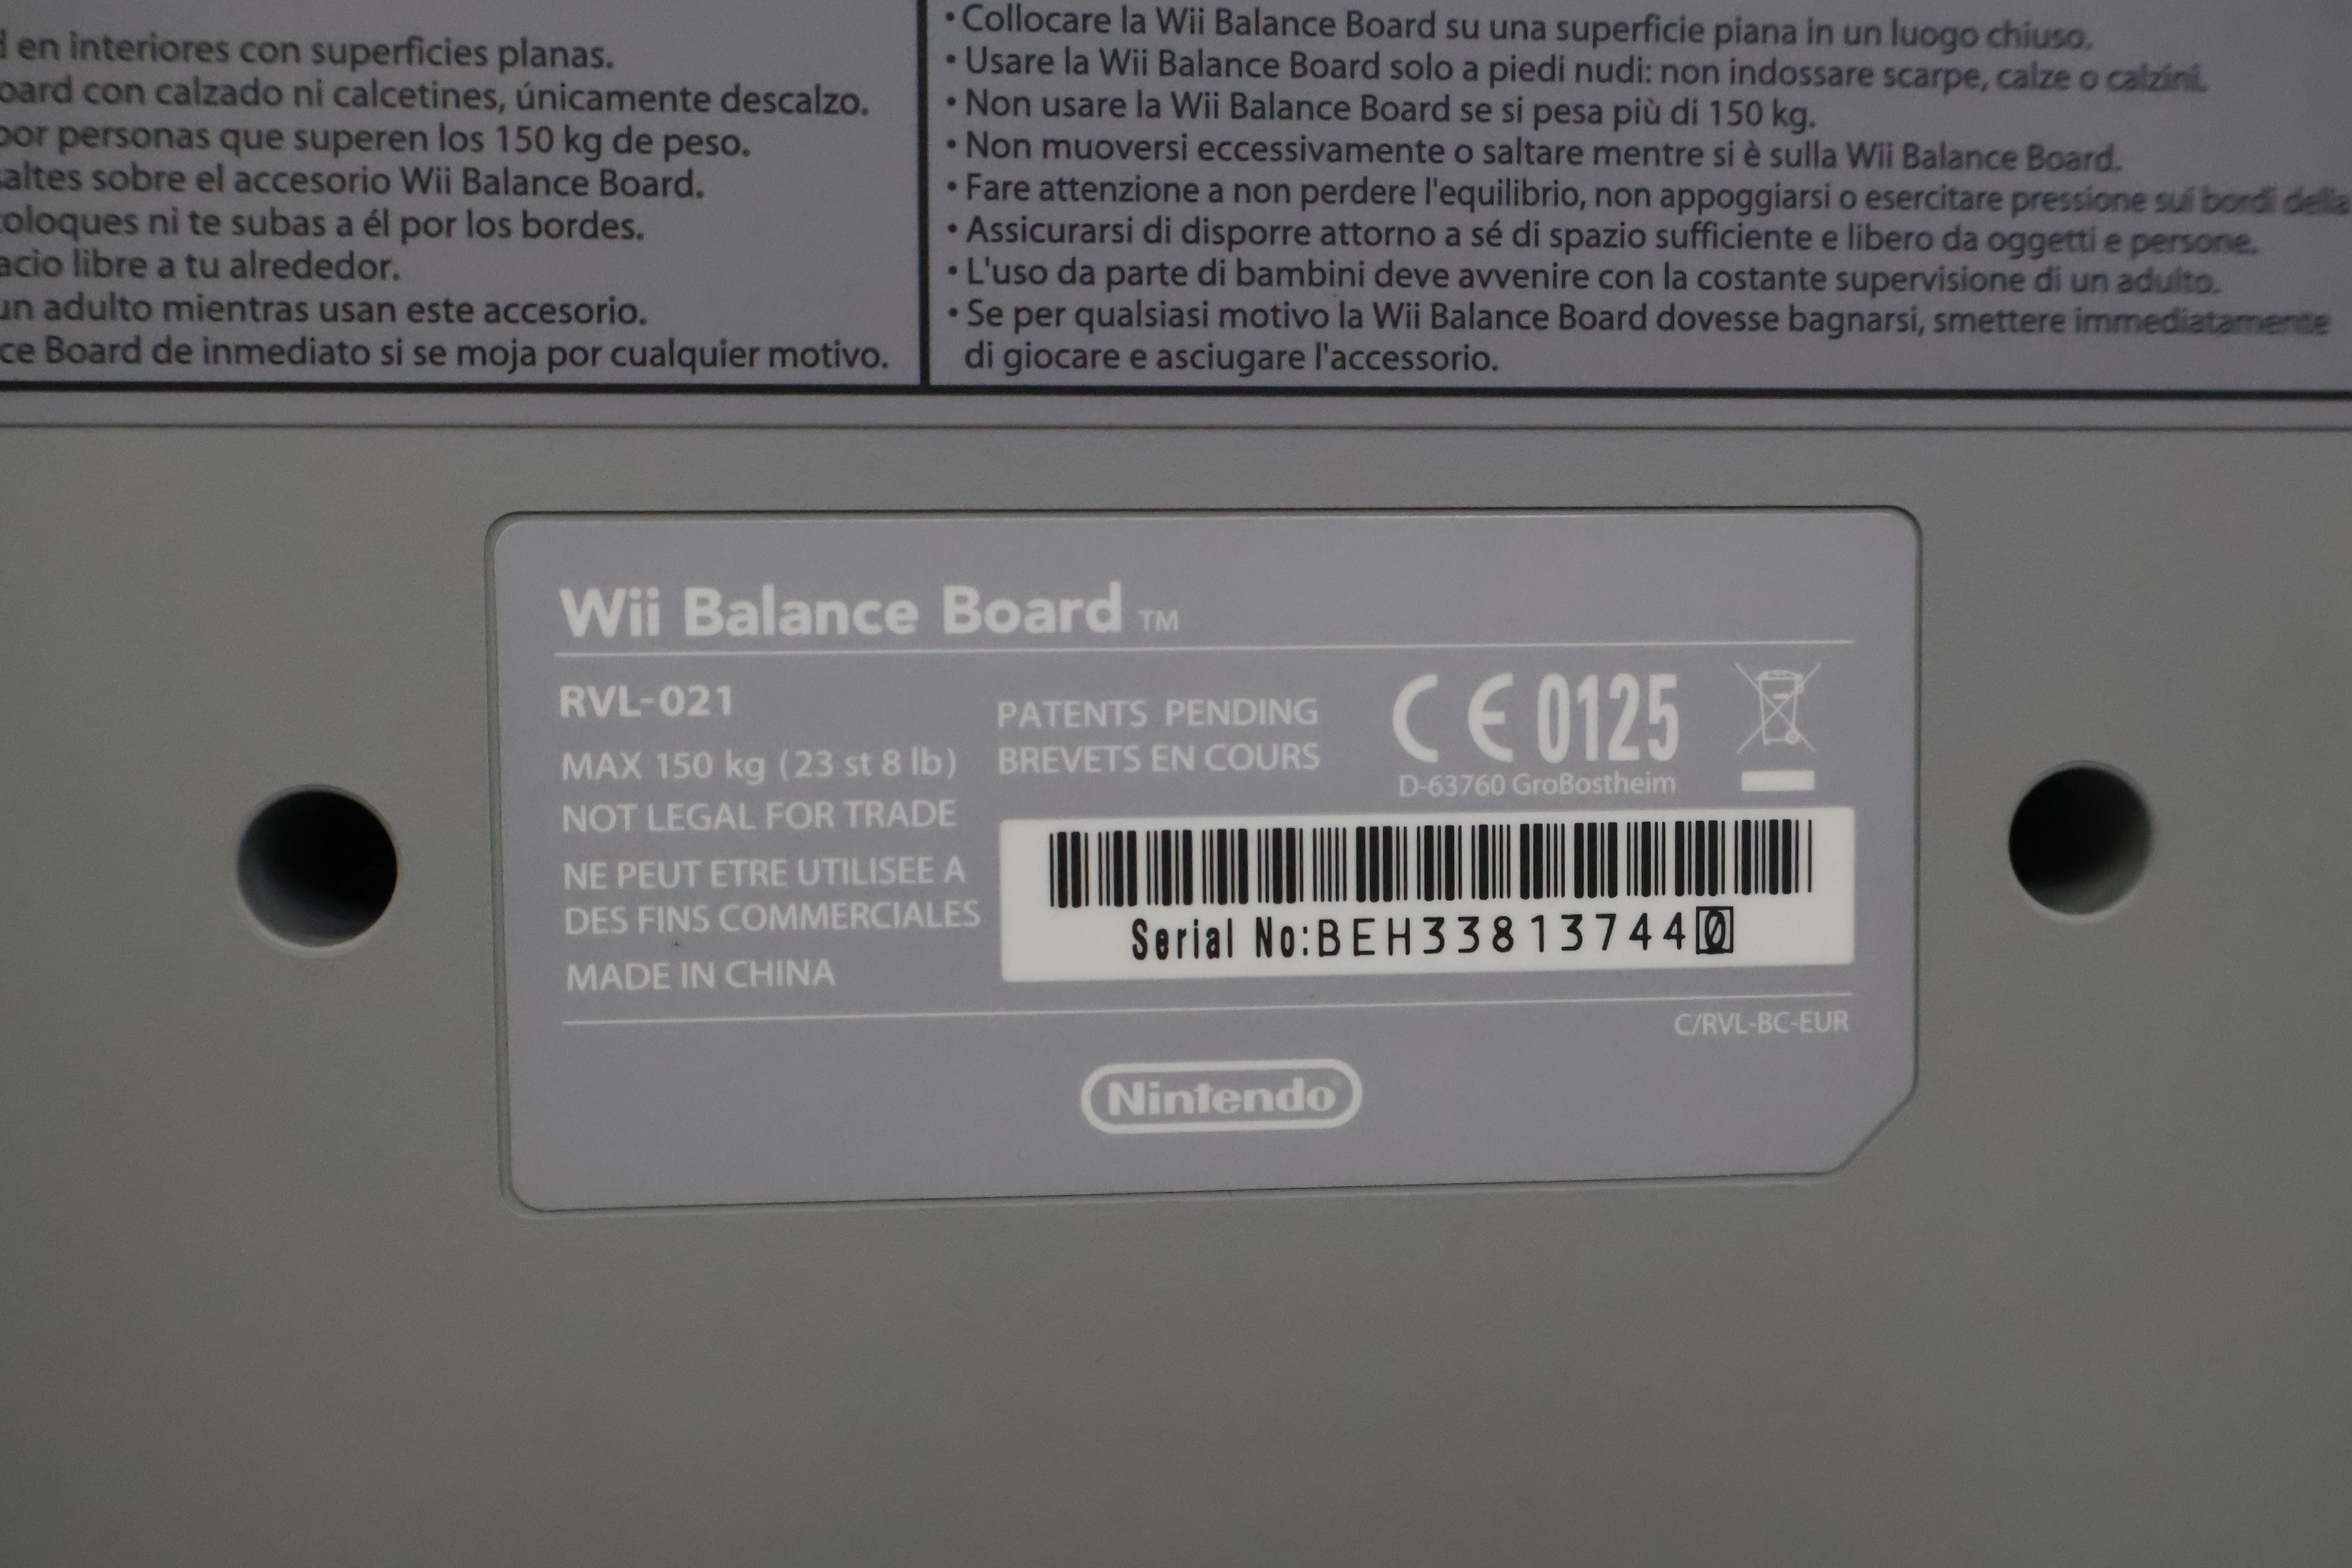 en interiores con superficies planas.
con calzado ni calcetines, únicamente descalzo.
por personas que superen los 150 kg de peso.
sobre el accesorio Wii Balance Board.
ni te subas a él por los bordes.
libre a tu alrededor.
un adulto mientras usan este accesorio.
Board de inmediato si se moja por cualquier motivo.
• Collocare la Wii Balance Board su una superficie piana in un luogo chiuso.
• Usare la Wii Balance Board solo a piedi nudi: non indossare scarpe, calze o calzini.
• Non usare la Wii Balance Board se si pesa più di 150 kg.
• Non muoversi eccessivamente o saltare mentre si è sulla Wii Balance Board.
• Fare attenzione a non perdere l'equilibrio, non appoggiarsi o esercitare pressione sui bordi della
• Assicurarsi di disporre attorno a sé di spazio sufficiente e libero da oggetti e persone.
• L'uso da parte di bambini deve avvenire con la costante supervisione di un adulto.
• Se per qualsiasi motivo la Wii Balance Board dovesse bagnarsi, smettere immediatamente
di giocare e asciugare l'accessorio.
Wii Balance Board TM
RVL-021
MAX 150 kg (23 st 8 lb)
NOT LEGAL FOR TRADE
NE PEUT ETRE UTILISEE A
DES FINS COMMERCIALES
MADE IN CHINA
PATENTS PENDING
BREVETS EN COURS
CE 0125
D-63760 GroBostheim
Serial No:BEH338137440
C/RVL-BC-EUR
Nintendo